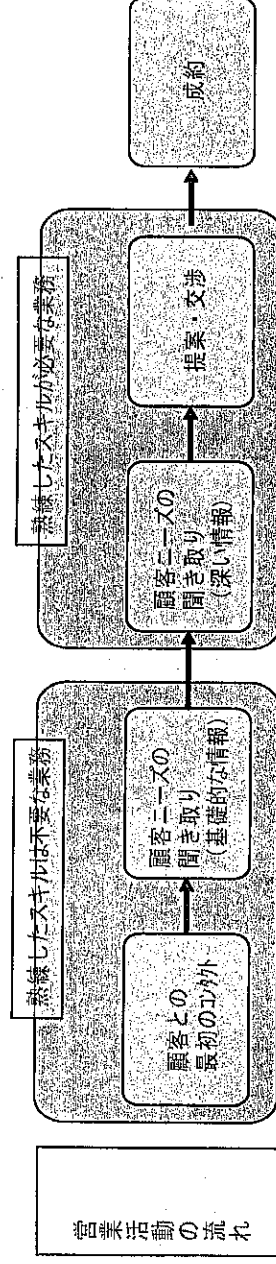 営業活動の流れ
熟練したスキルは不要な業務
顧客との
最初のコンタクト
顧客ニーズの
聞き取り
(基礎的な情報)
熟練したスキルが必要な業務
顧客ニーズの
聞き取り
(深い情報)
提案・交渉
成約